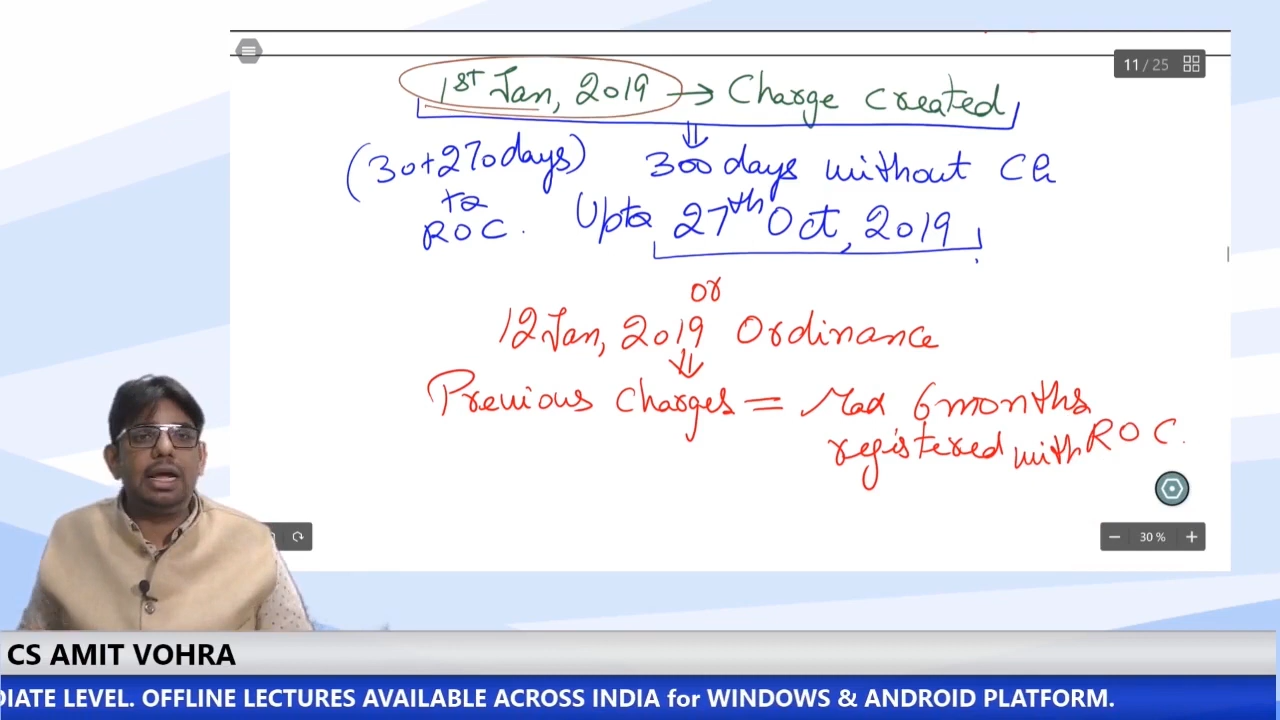 11 / 25
1st Jan, 2019 → Charge created
(30+270days) 300 days without CG
to
ROC. Upto 27th Oct, 2019
or
12 Jan, 2019 Ordinance
Previous Charges = Max 6 months
registered with ROC.
30 %
CS AMIT VOHRA
DIATE LEVEL. OFFLINE LECTURES AVAILABLE ACROSS INDIA for WINDOWS & ANDROID PLATFORM.